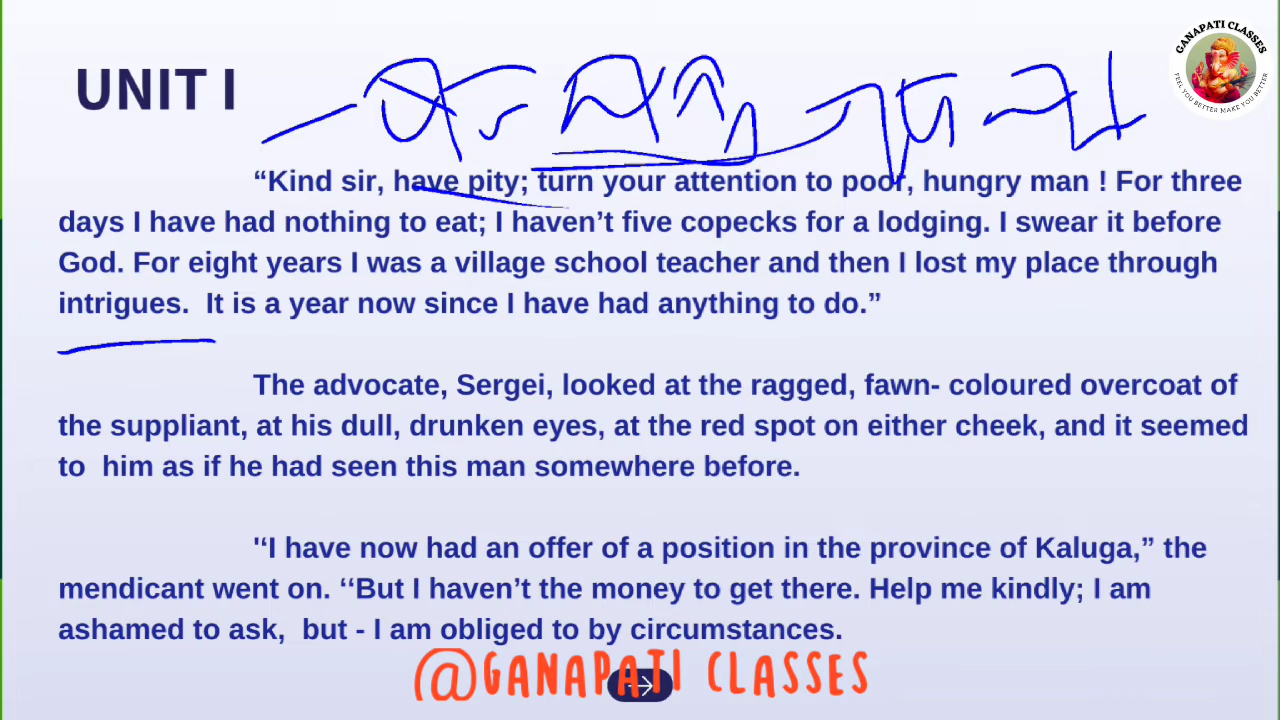 GANAPATI CLASSES
FEEL YOU BETTER MAKE YOU BETTER
UNIT I
“Kind sir, have pity; turn your attention to poor, hungry man ! For three
days I have had nothing to eat; I haven’t five copecks for a lodging. I swear it before
God. For eight years I was a village school teacher and then I lost my place through
intrigues.  It is a year now since I have had anything to do.”
The advocate, Sergei, looked at the ragged, fawn- coloured overcoat of
the suppliant, at his dull, drunken eyes, at the red spot on either cheek, and it seemed
to  him as if he had seen this man somewhere before.
'‘I have now had an offer of a position in the province of Kaluga,” the
mendicant went on. ‘‘But I haven’t the money to get there. Help me kindly; I am
ashamed to ask,  but - I am obliged to by circumstances.
@GANAPATI CLASSES